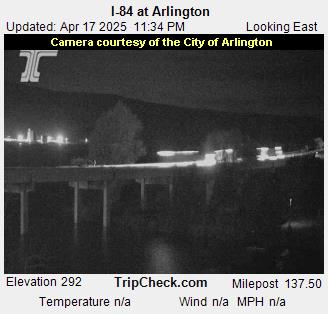 I-84 at Arlington
Updated: Apr 17 2025 11:34 PM Looking East
Camera courtesy of the City of Arlington
Elevation 292 TripCheck.com Milepost 137.50
Temperature n/a Wind n/a MPH n/a